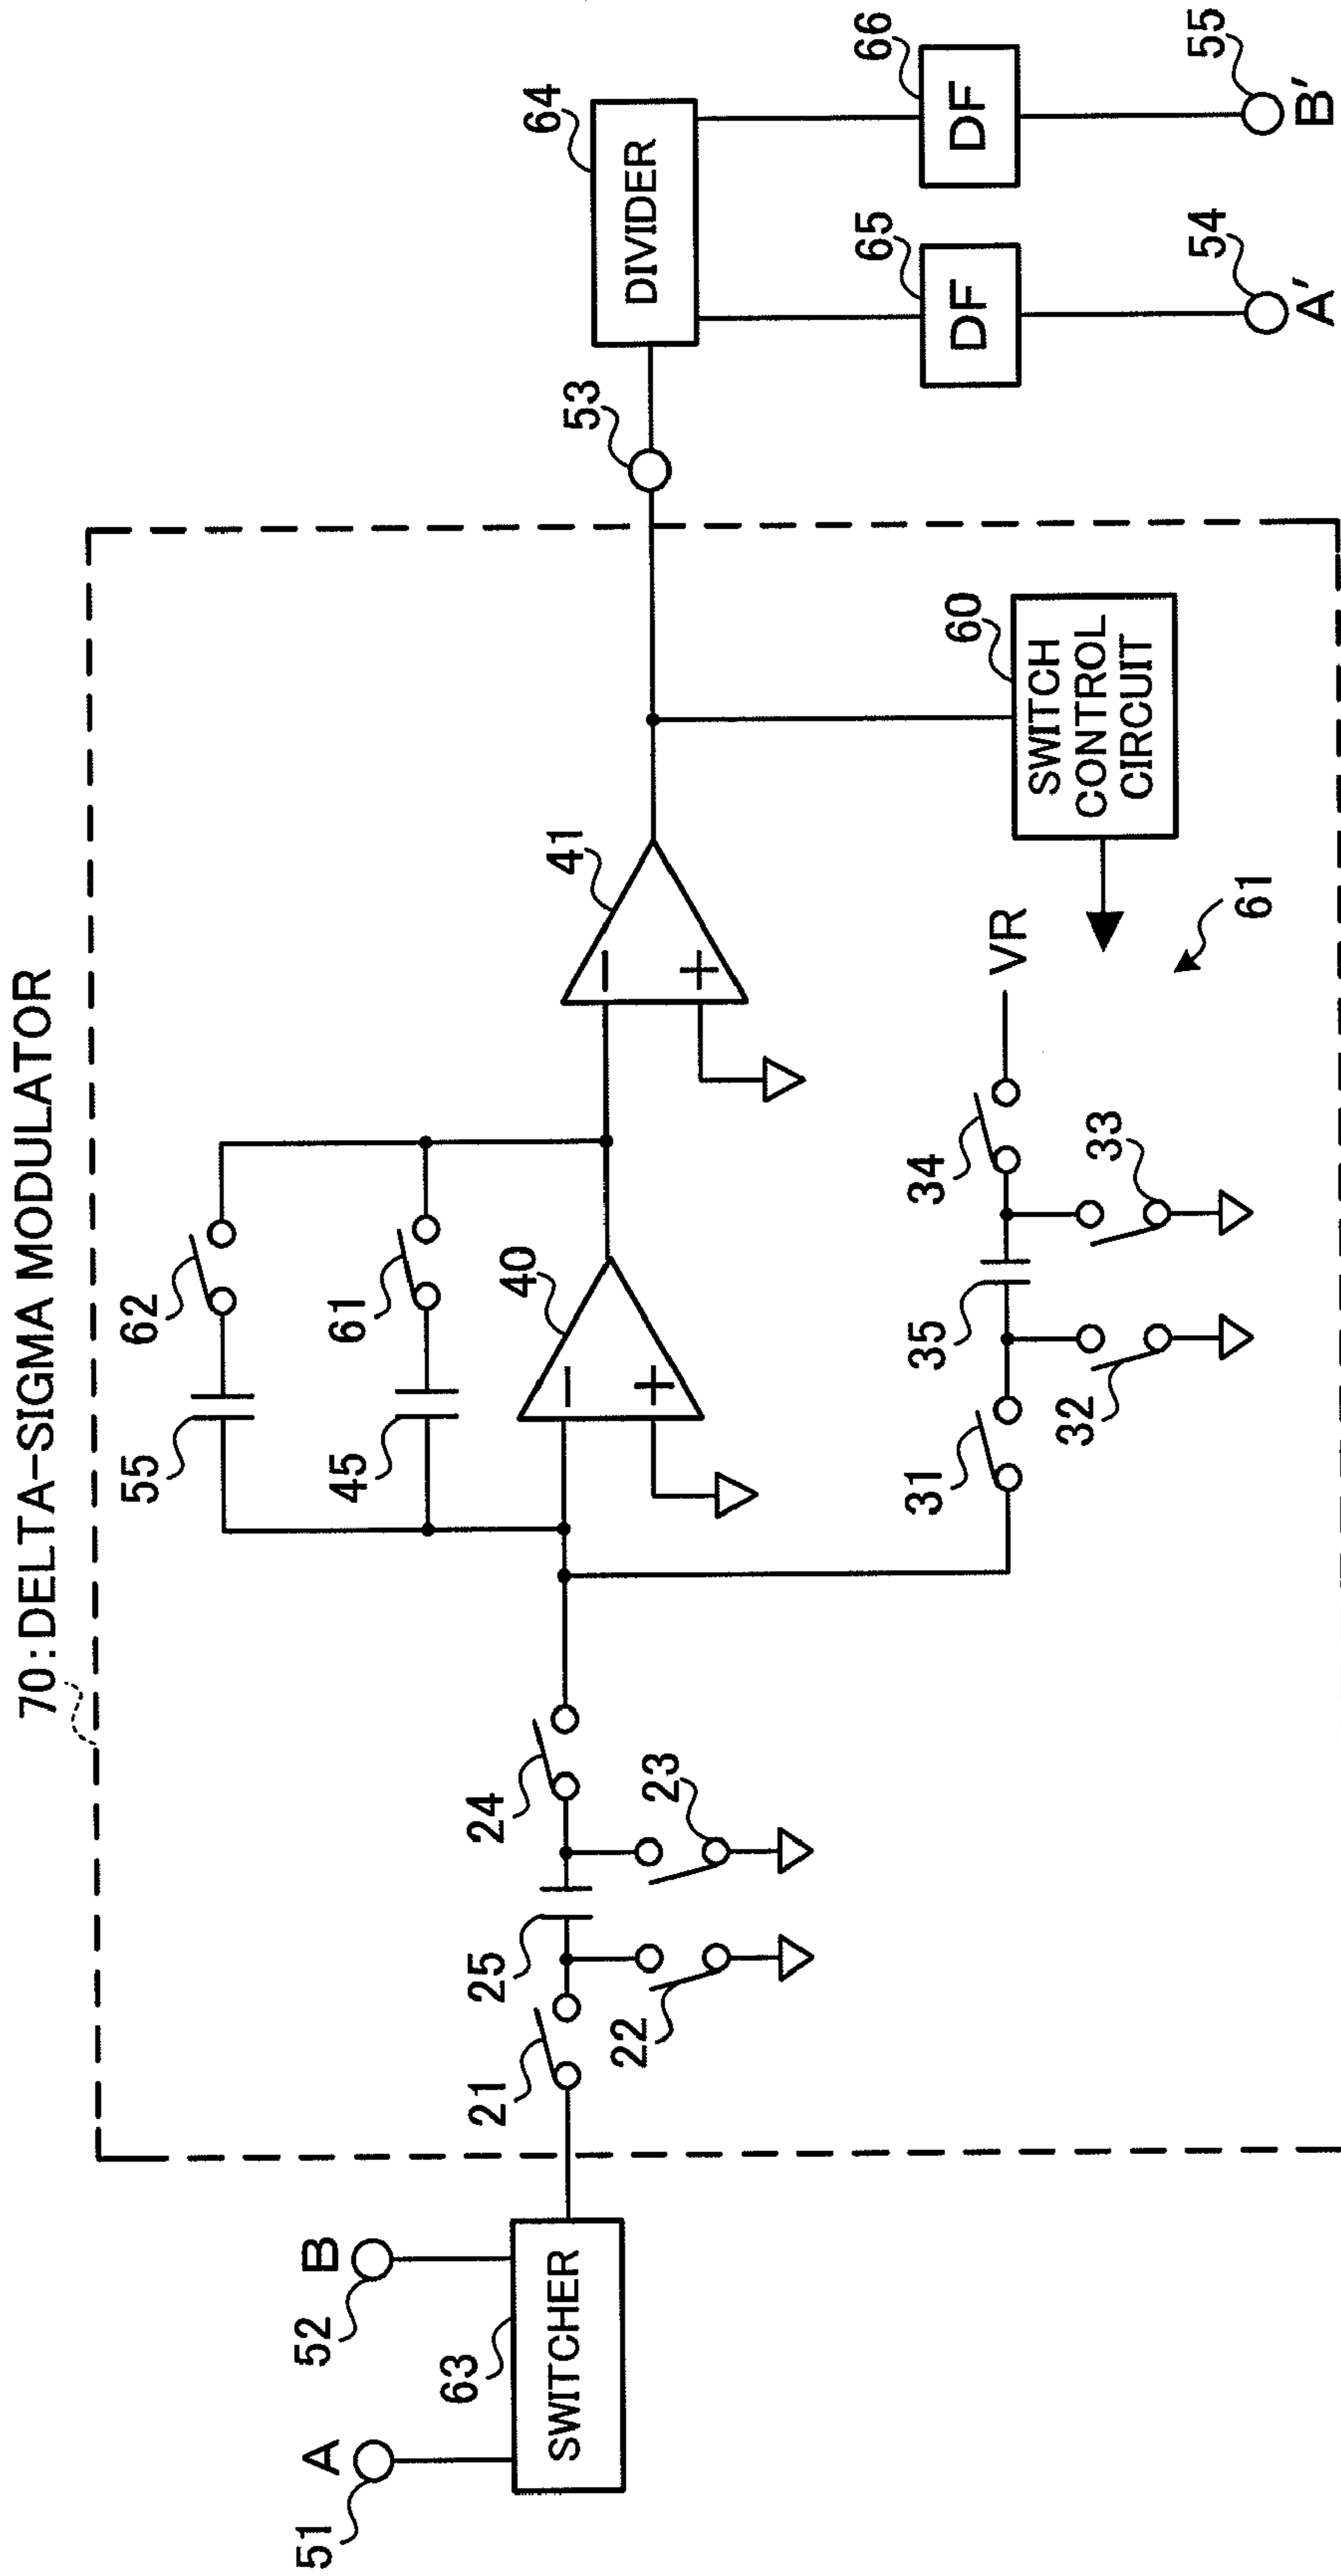 70:DELTA-SIGMA MODULATOR
62
55
61
45
B
52
A
51
63
SWITCHER
21
25
24
22
23
40
−
+
41
−
+
53
64
DIVIDER
65
DF
66
DF
31
35
34
VR
32
33
60
SWITCH
CONTROL
CIRCUIT
61
54
A′
55
B′